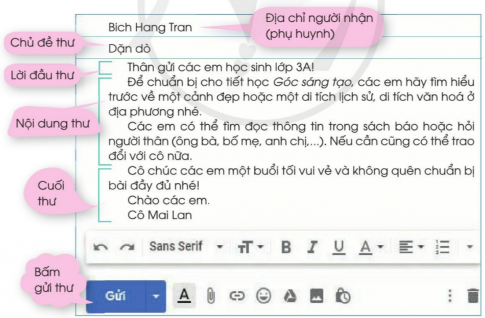 Bich Hang Tran
Địa chỉ người nhận
(phụ huynh)
Chủ đề thư
Dặn dò
Lời đầu thư
Thân gửi các em học sinh lớp 3A!
Nội dung thư
Để chuẩn bị cho tiết học Góc sáng tạo, các em hãy tìm hiểu
trước về một cảnh đẹp hoặc một di tích lịch sử, di tích văn hoá ở
địa phương nhé.
Các em có thể tìm đọc thông tin trong sách báo hoặc hỏi
người thân (ông bà, bố mẹ, anh chị,...). Nếu cần cũng có thể trao
đổi với cô nữa.
Cuối
thư
Cô chúc các em một buổi tối vui vẻ và không quên chuẩn bị
bài đầy đủ nhé!
Chào các em.
Cô Mai Lan
Sans Serif
B I U A
Bấm
gửi thư
Gửi
A